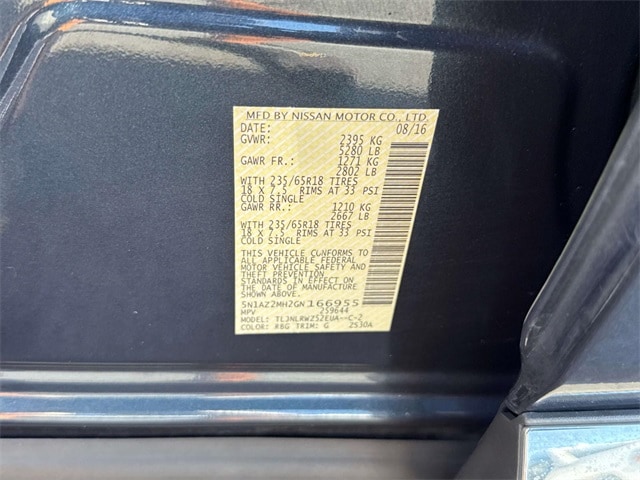 MFD BY NISSAN MOTOR CO., LTD.
DATE: 08/16
GVWR: 2395 KG
5280 LB
GAWR FR.: 1271 KG
2802 LB
WITH 235/65R18 TIRES
18 x 7.5 RIMS AT 33 PSI
COLD SINGLE
GAWR RR.: 1210 KG
2667 LB
WITH 235/65R18 TIRES
18 x 7.5 RIMS AT 33 PSI
COLD SINGLE
THIS VEHICLE CONFORMS TO
ALL APPLICABLE FEDERAL
MOTOR VEHICLE SAFETY AND
THEFT PREVENTION
STANDARDS IN EFFECT ON
THE DATE OF MANUFACTURE
SHOWN ABOVE.
5N1AZ2MH2GN166955
MPV 259644
MODEL: TLJNLRWZ52EUA--C-2
COLOR: RBG TRIM: G 2530A